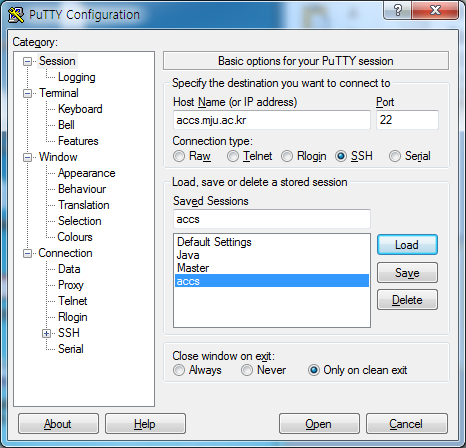 PuTTY Configuration
Category:
Session
Logging
Terminal
Keyboard
Bell
Features
Window
Appearance
Behaviour
Translation
Selection
Colours
Connection
Data
Proxy
Telnet
Rlogin
SSH
Serial
Basic options for your PuTTY session
Specify the destination you want to connect to
Host Name (or IP address) Port
accs.mju.ac.kr 22
Connection type:
Raw Telnet Rlogin SSH Serial
Load, save or delete a stored session
Saved Sessions
accs
Default Settings
Java
Master
accs
Load
Save
Delete
Close window on exit:
Always Never Only on clean exit
About Help Open Cancel